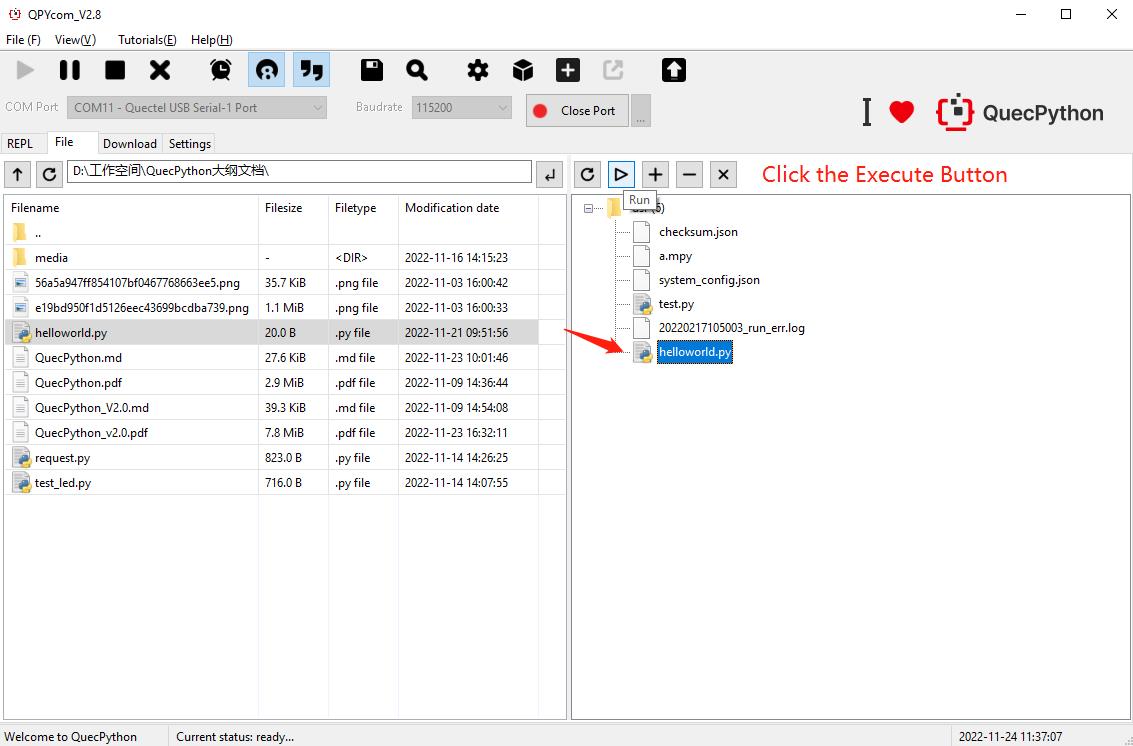 QPYcom_V2.8
File (F) View(V) Tutorials(E) Help(H)
COM Port COM11 - Quectel USB Serial-1 Port Baudrate 115200 Close Port ...
I QuecPython
REPL File Download Settings
D:\工作空间\QuecPython大纲文档\
Click the Execute Button
Run
Filename Filesize Filetype Modification date
..
media - <DIR> 2022-11-16 14:15:23
56a5a947ff854107bf0467768663ee5.png 35.7 KiB .png file 2022-11-03 16:00:42
e19bd950f1d5126eec43699bcdba739.png 1.1 MiB .png file 2022-11-03 16:00:33
helloworld.py 20.0 B .py file 2022-11-21 09:51:56
QuecPython.md 27.6 KiB .md file 2022-11-23 10:01:46
QuecPython.pdf 2.9 MiB .pdf file 2022-11-09 14:36:44
QuecPython_V2.0.md 39.3 KiB .md file 2022-11-09 14:54:08
QuecPython_v2.0.pdf 7.8 MiB .pdf file 2022-11-23 16:32:11
request.py 823.0 B .py file 2022-11-14 14:26:25
test_led.py 716.0 B .py file 2022-11-14 14:07:55
checksum.json
a.mpy
system_config.json
test.py
20220217105003_run_err.log
helloworld.py
Welcome to QuecPython Current status: ready... 2022-11-24 11:37:07